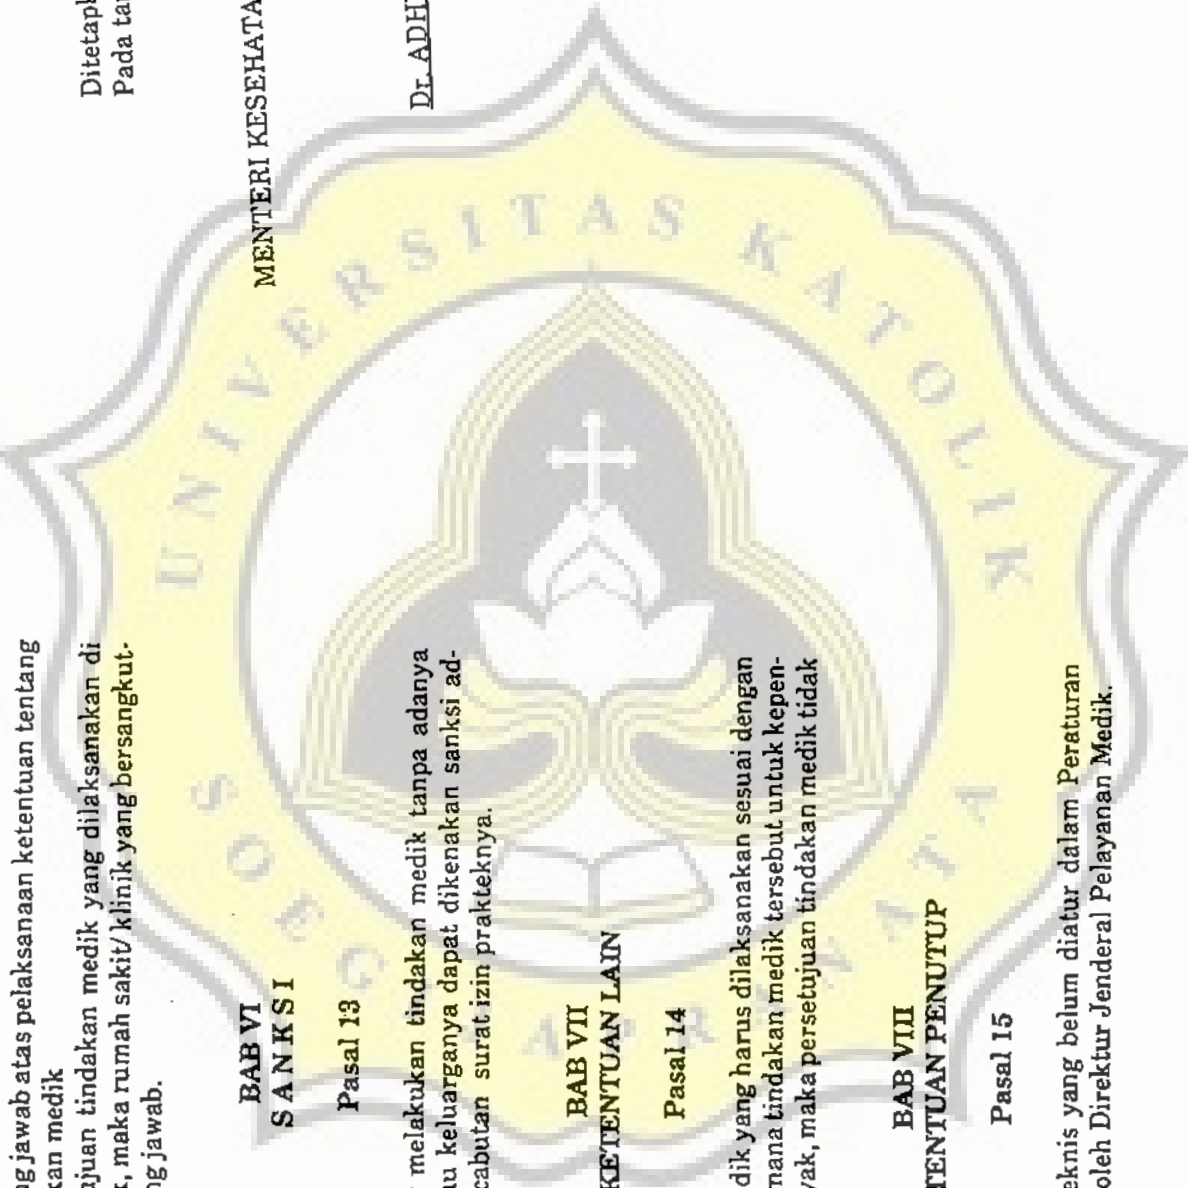 ng jawab atas pelaksanaan ketentuan tentang
kan medik
njuan tindakan medik yang dilaksanakan di
, maka rumah sakit/ klinik yang bersangkut-
ng jawab.
BAB VI
S A N K S I
Pasal 13
melakukan tindakan medik tanpa adanya
au keluarganya dapat dikenakan sanksi ad-
cabutan surat izin prakteknya.
BAB VII
KETENTUAN LAIN
Pasal 14
dik yang harus dilaksanakan sesuai dengan
mana tindakan medik tersebut untuk kepen-
yak, maka persetujuan tindakan medik tidak
BAB VIII
TENTUAN PENUTUP
Pasal 15
eknis yang belum diatur dalam Peraturan
oleh Direktur Jenderal Pelayanan Medik.
Ditetapk
Pada tan
MENTERI KESEHATA
Dr. ADH
UNIVERSITAS KATOLIK
SOEGIJAPRANATA